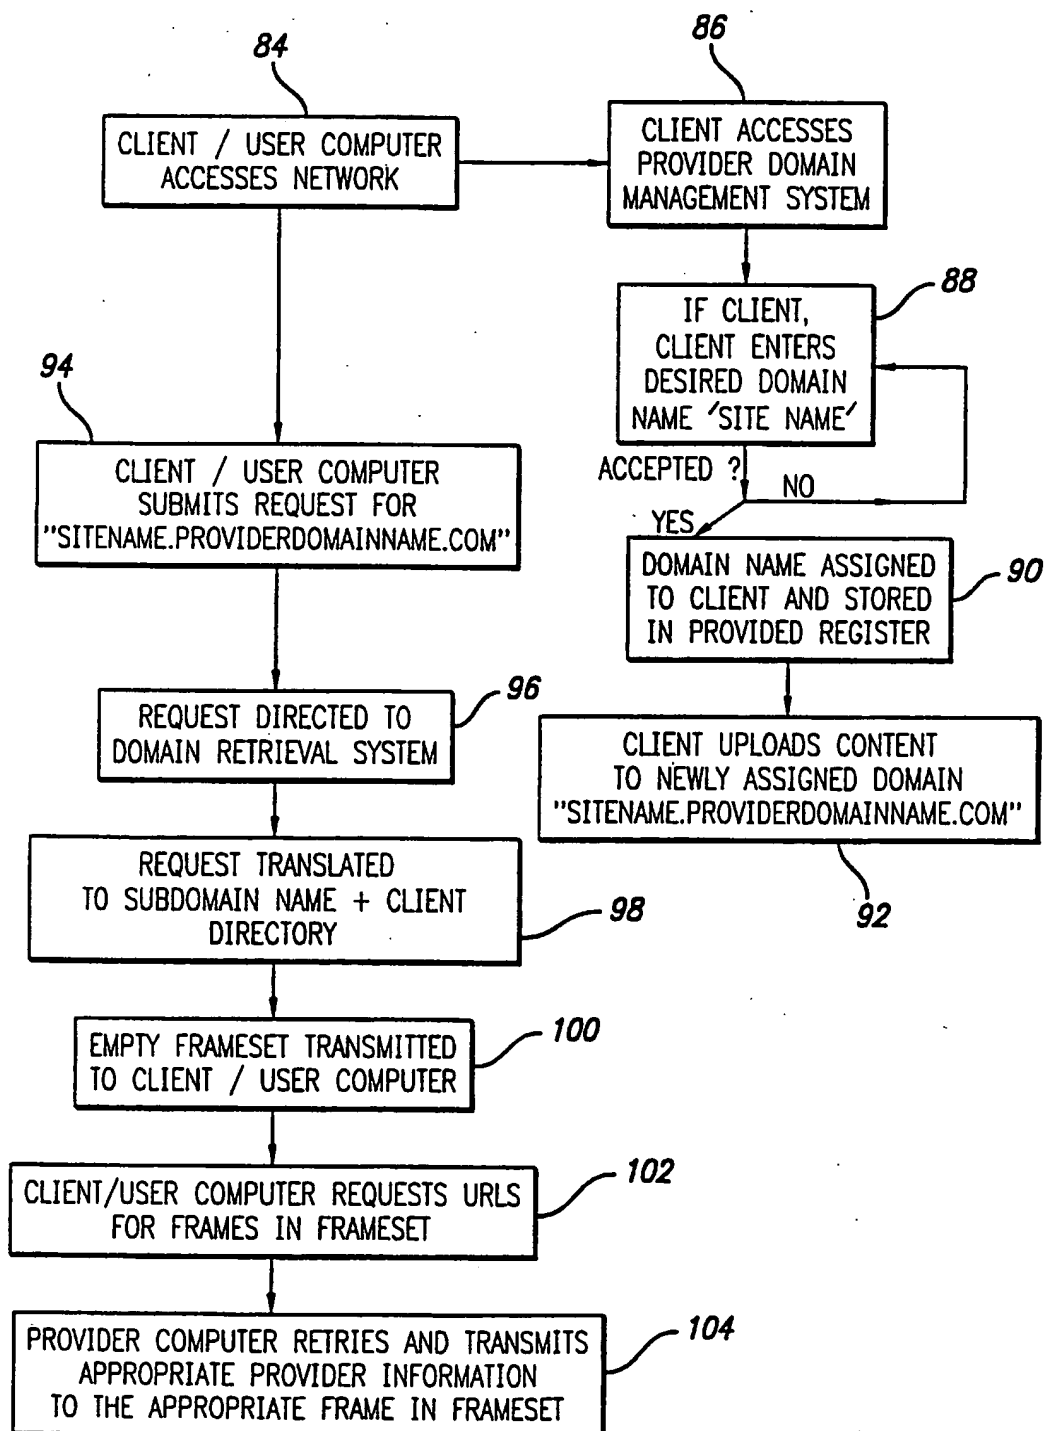 84
CLIENT / USER COMPUTER
ACCESSES NETWORK
86
CLIENT ACCESSES
PROVIDER DOMAIN
MANAGEMENT SYSTEM
88
IF CLIENT,
CLIENT ENTERS
DESIRED DOMAIN
NAME 'SITE NAME'
ACCEPTED ?
NO
YES
90
DOMAIN NAME ASSIGNED
TO CLIENT AND STORED
IN PROVIDED REGISTER
CLIENT UPLOADS CONTENT
TO NEWLY ASSIGNED DOMAIN
"SITENAME.PROVIDERDOMAINNAME.COM"
92
94
CLIENT / USER COMPUTER
SUBMITS REQUEST FOR
"SITENAME.PROVIDERDOMAINNAME.COM"
96
REQUEST DIRECTED TO
DOMAIN RETRIEVAL SYSTEM
REQUEST TRANSLATED
TO SUBDOMAIN NAME + CLIENT
DIRECTORY
98
EMPTY FRAMESET TRANSMITTED
TO CLIENT / USER COMPUTER
100
CLIENT/USER COMPUTER REQUESTS URLS
FOR FRAMES IN FRAMESET
102
PROVIDER COMPUTER RETRIES AND TRANSMITS
APPROPRIATE PROVIDER INFORMATION
TO THE APPROPRIATE FRAME IN FRAMESET
104